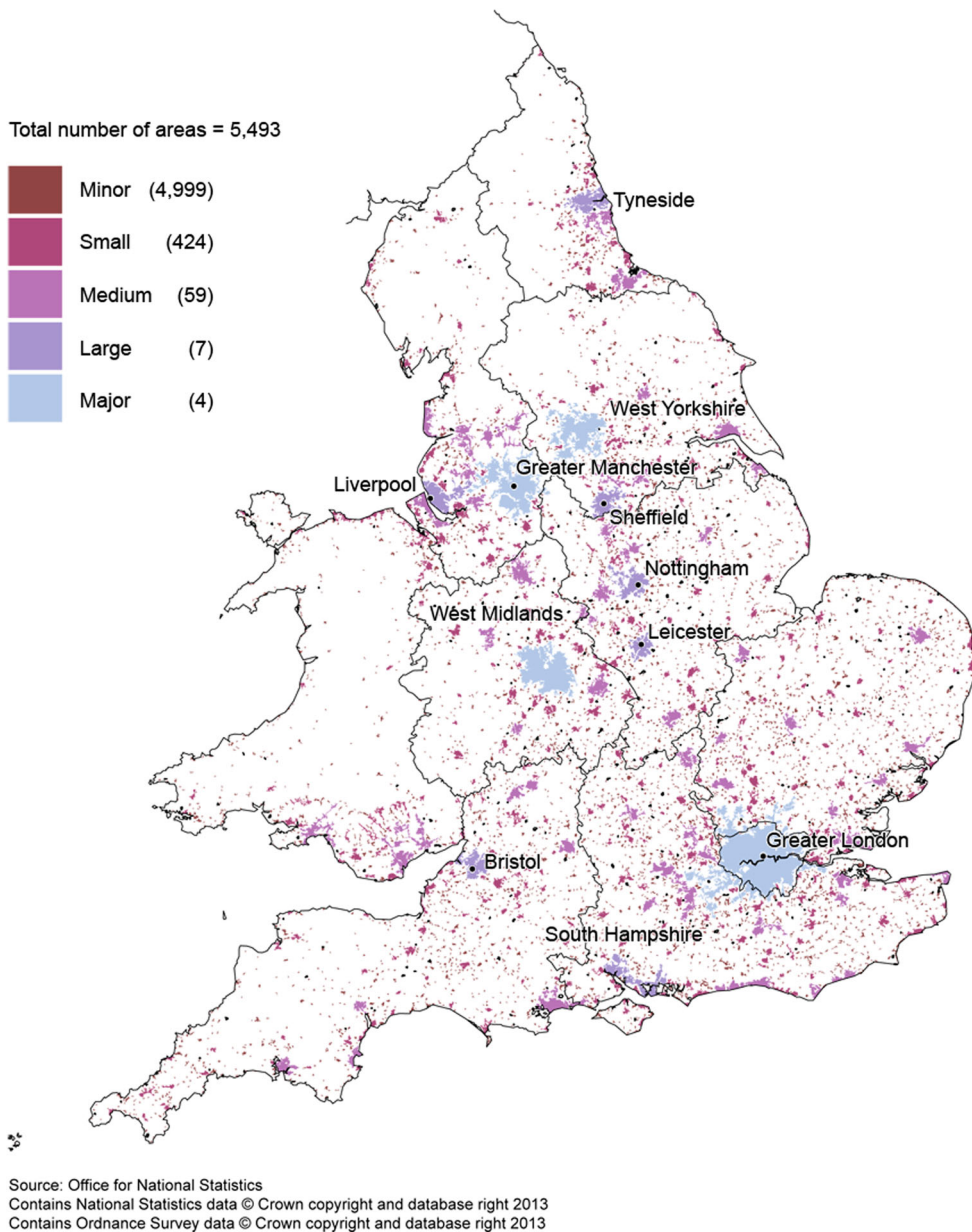 Total number of areas = 5,493
Minor (4,999)
Small (424)
Medium (59)
Large (7)
Major (4)
Tyneside
West Yorkshire
Greater Manchester
Liverpool
Sheffield
Nottingham
West Midlands
Leicester
Greater London
Bristol
South Hampshire
Source: Office for National Statistics
Contains National Statistics data © Crown copyright and database right 2013
Contains Ordnance Survey data © Crown copyright and database right 2013